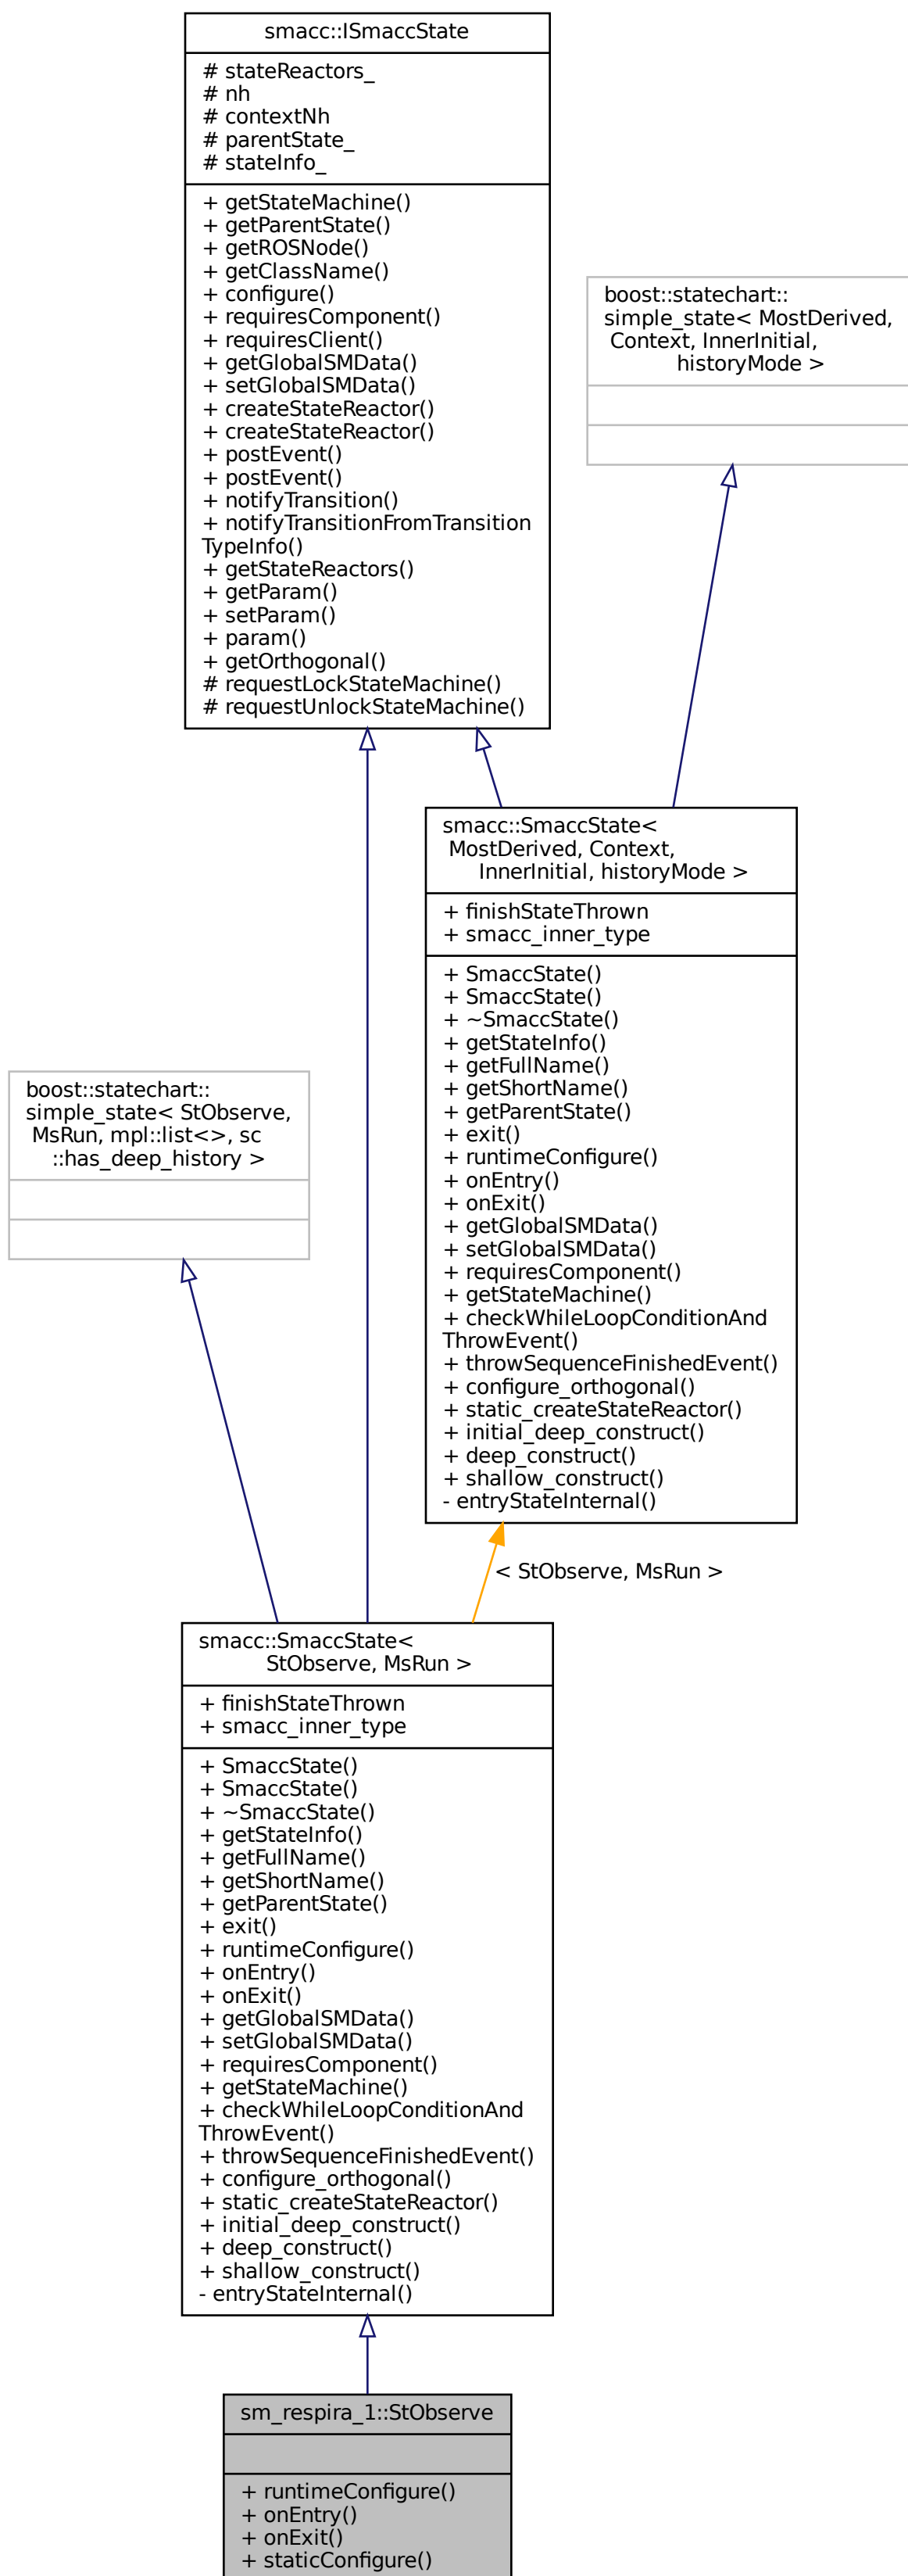 smacc::ISmaccState
# stateReactors_
# nh
# contextNh
# parentState_
# stateInfo_
+ getStateMachine()
+ getParentState()
+ getROSNode()
+ getClassName()
+ configure()
+ requiresComponent()
+ requiresClient()
+ getGlobalSMData()
+ setGlobalSMData()
+ createStateReactor()
+ createStateReactor()
+ postEvent()
+ postEvent()
+ notifyTransition()
+ notifyTransitionFromTransition
TypeInfo()
+ getStateReactors()
+ getParam()
+ setParam()
+ param()
+ getOrthogonal()
# requestLockStateMachine()
# requestUnlockStateMachine()
boost::statechart::
simple_state< MostDerived,
Context, InnerInitial,
historyMode >
smacc::SmaccState<
MostDerived, Context,
InnerInitial, historyMode >
+ finishStateThrown
+ smacc_inner_type
+ SmaccState()
+ SmaccState()
+ ~SmaccState()
+ getStateInfo()
+ getFullName()
+ getShortName()
+ getParentState()
+ exit()
+ runtimeConfigure()
+ onEntry()
+ onExit()
+ getGlobalSMData()
+ setGlobalSMData()
+ requiresComponent()
+ getStateMachine()
+ checkWhileLoopConditionAnd
ThrowEvent()
+ throwSequenceFinishedEvent()
+ configure_orthogonal()
+ static_createStateReactor()
+ initial_deep_construct()
+ deep_construct()
+ shallow_construct()
- entryStateInternal()
boost::statechart::
simple_state< StObserve,
MsRun, mpl::list<>, sc
::has_deep_history >
< StObserve, MsRun >
smacc::SmaccState<
StObserve, MsRun >
+ finishStateThrown
+ smacc_inner_type
+ SmaccState()
+ SmaccState()
+ ~SmaccState()
+ getStateInfo()
+ getFullName()
+ getShortName()
+ getParentState()
+ exit()
+ runtimeConfigure()
+ onEntry()
+ onExit()
+ getGlobalSMData()
+ setGlobalSMData()
+ requiresComponent()
+ getStateMachine()
+ checkWhileLoopConditionAnd
ThrowEvent()
+ throwSequenceFinishedEvent()
+ configure_orthogonal()
+ static_createStateReactor()
+ initial_deep_construct()
+ deep_construct()
+ shallow_construct()
- entryStateInternal()
sm_respira_1::StObserve
+ runtimeConfigure()
+ onEntry()
+ onExit()
+ staticConfigure()